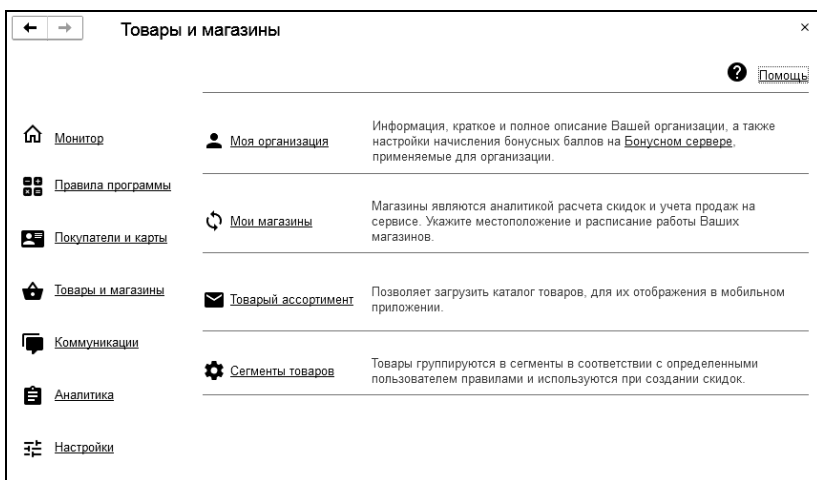 Товары и магазины
Помощь
Монитор
Правила программы
Покупатели и карты
Товары и магазины
Коммуникации
Аналитика
Настройки
Моя организация
Информация, краткое и полное описание Вашей организации, а также
настройки начисления бонусных баллов на Бонусном сервере,
применяемые для организации.
Мои магазины
Магазины являются аналитикой расчета скидок и учета продаж на
сервисе. Укажите местоположение и расписание работы Ваших
магазинов.
Товарый ассортимент
Позволяет загрузить каталог товаров, для их отображения в мобильном
приложении.
Сегменты товаров
Товары группируются в сегменты в соответствии с определенными
пользователем правилами и используются при создании скидок.